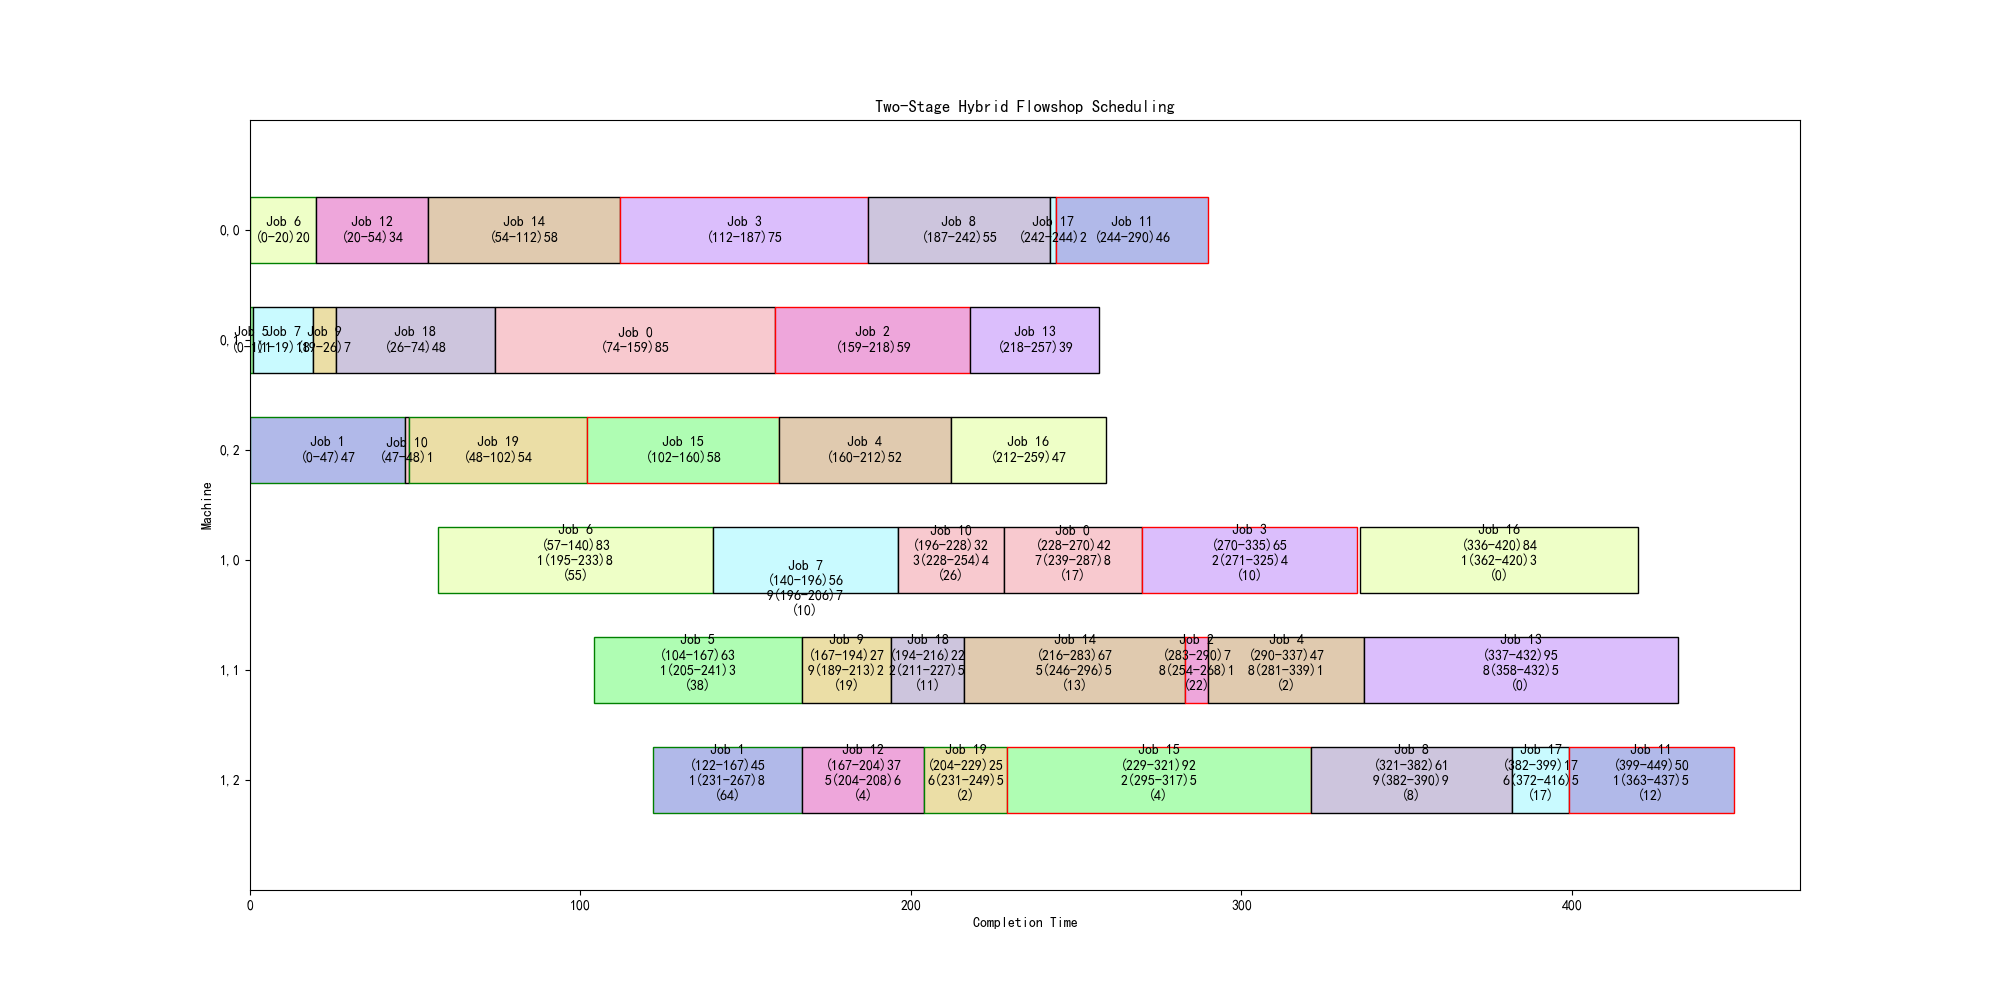 Two-Stage Hybrid Flowshop Scheduling
0,0
Job 6
(0-20)20
Job 12
(20-54)34
Job 14
(54-112)58
Job 3
(112-187)75
Job 8
(187-242)55
Job 17
(242-244)2
Job 11
(244-290)46
0,1
Job 5
(0-1)1
Job 7
(1-19)18
Job 9
(19-26)7
Job 18
(26-74)48
Job 0
(74-159)85
Job 2
(159-218)59
Job 13
(218-257)39
0,2
Job 1
(0-47)47
Job 10
(47-48)1
Job 19
(48-102)54
Job 15
(102-160)58
Job 4
(160-212)52
Job 16
(212-259)47
Machine
1,0
Job 6
(57-140)83
1(195-233)8
(55)
Job 7
(140-196)56
9(196-206)7
(10)
Job 10
(196-228)32
3(228-254)4
(26)
Job 0
(228-270)42
7(239-287)8
(17)
Job 3
(270-335)65
2(271-325)4
(10)
Job 16
(336-420)84
1(362-420)3
(0)
1,1
Job 5
(104-167)63
1(205-241)3
(38)
Job 9
(167-194)27
9(189-213)2
(19)
Job 18
(194-216)22
2(211-227)5
(11)
Job 14
(216-283)67
5(246-296)5
(13)
Job 2
(283-290)7
8(254-268)1
(22)
Job 4
(290-337)47
8(281-339)1
(2)
Job 13
(337-432)95
8(358-432)5
(0)
1,2
Job 1
(122-167)45
1(231-267)8
(64)
Job 12
(167-204)37
5(204-208)6
(4)
Job 19
(204-229)25
6(231-249)5
(2)
Job 15
(229-321)92
2(295-317)5
(4)
Job 8
(321-382)61
9(382-390)9
(8)
Job 17
(382-399)17
6(372-416)5
(17)
Job 11
(399-449)50
1(363-437)5
(12)
0
100
200
300
400
Completion Time